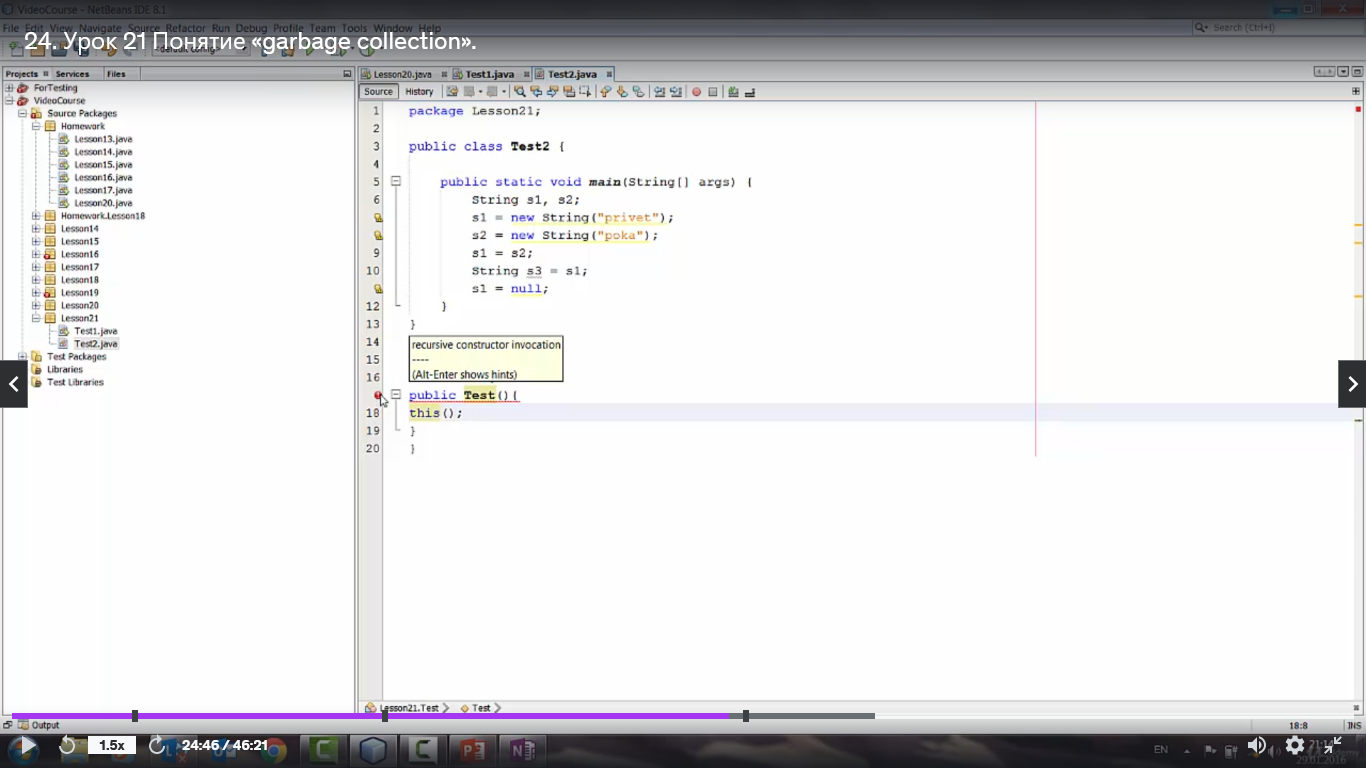 VideoCourse - NetBeans IDE 8.1
File Edit View Navigate Source Refactor Run Debug Profile Team Tools Window Help
Search (Ctrl+I)
24. Урок 21 Понятие «garbage collection».
Projects Services Files
Lesson20.java Test1.java Test2.java
Source History
ForTesting
VideoCourse
Source Packages
Homework
Lesson13.java
Lesson14.java
Lesson15.java
Lesson16.java
Lesson17.java
Lesson20.java
Homework.Lesson18
Lesson14
Lesson15
Lesson16
Lesson17
Lesson18
Lesson19
Lesson20
Lesson21
Test1.java
Test2.java
Test Packages
Libraries
Test Libraries
1 package Lesson21;
2
3 public class Test2 {
4
5 public static void main(String[] args) {
6 String s1, s2;
s1 = new String("privet");
s2 = new String("poka");
9 s1 = s2;
10 String s3 = s1;
s1 = null;
12 }
13 }
14
15
16
recursive constructor invocation
----
(Alt-Enter shows hints)
public Test(){
18 this();
19 }
20 }
Lesson21.Test Test
Output
18:8 INS
1.5x 24:46 / 46:21
EN
29.01.2016